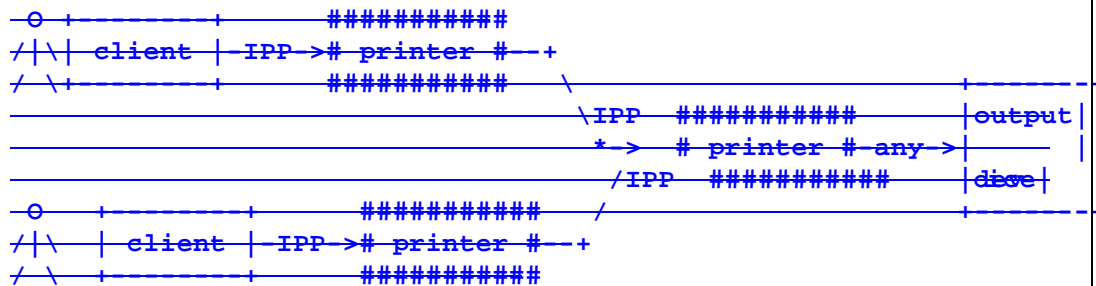 O +---------+ ###########
/|\| client |-IPP-># printer #--+
/ \+---------+ ########### \ +--------
\IPP ########### |output|
*-> # printer #-any->| |
/IPP ########### | |
O +---------+ ########### / +--------
/|\ | client |-IPP-># printer #--+
/ \ +---------+ ###########